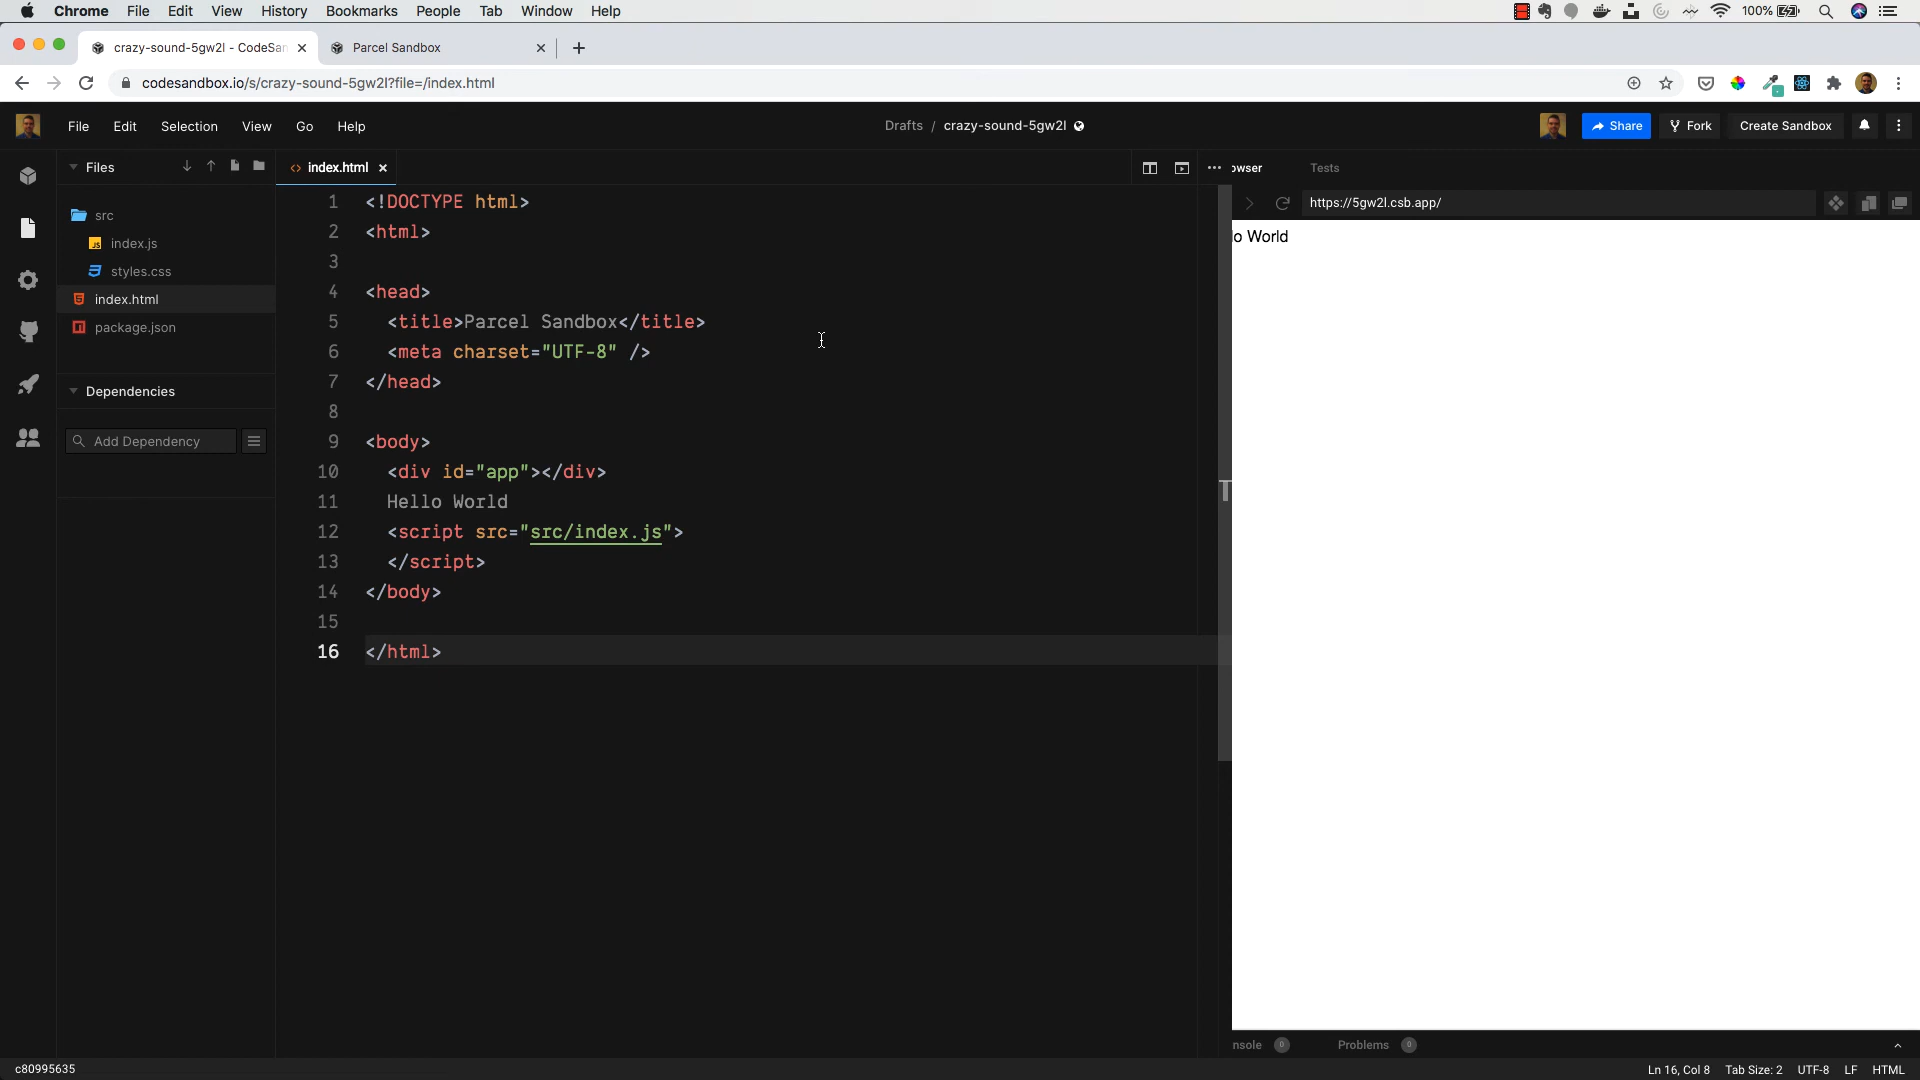 Chrome File Edit View History Bookmarks People Tab Window Help 100%
crazy-sound-5gw2l - CodeSan Parcel Sandbox
codesandbox.io/s/crazy-sound-5gw2l?file=/index.html
File Edit Selection View Go Help Drafts / crazy-sound-5gw2l Share Fork Create Sandbox
Files
src
index.js
styles.css
index.html
package.json
Dependencies
Add Dependency
index.html
1 <!DOCTYPE html>
2 <html>
3
4 <head>
5 <title>Parcel Sandbox</title>
6 <meta charset="UTF-8" />
7 </head>
8
9 <body>
10 <div id="app"></div>
11 Hello World
12 <script src="src/index.js">
13 </script>
14 </body>
15
16 </html>
owser Tests
https://5gw2l.csb.app/
lo World
nsole 0 Problems 0
c80995635 Ln 16, Col 8 Tab Size: 2 UTF-8 LF HTML